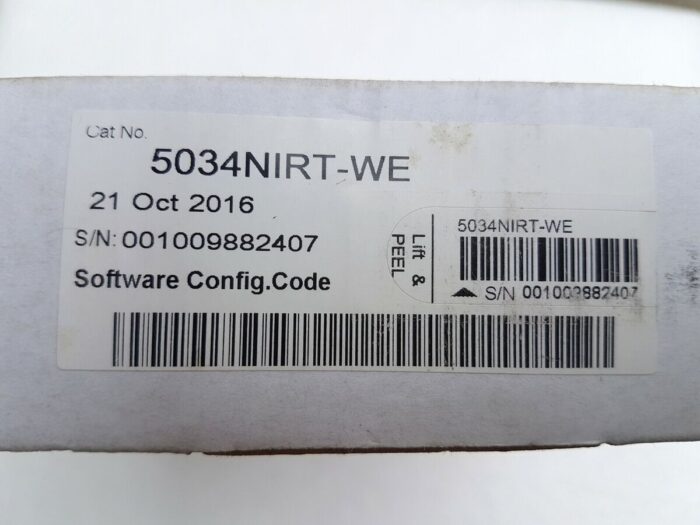 Cat No.
5034NIRT-WE
21 Oct 2016
S/N: 001009882407
Software Config.Code
Lift &
PEEL
5034NIRT-WE
S/N 001009882407